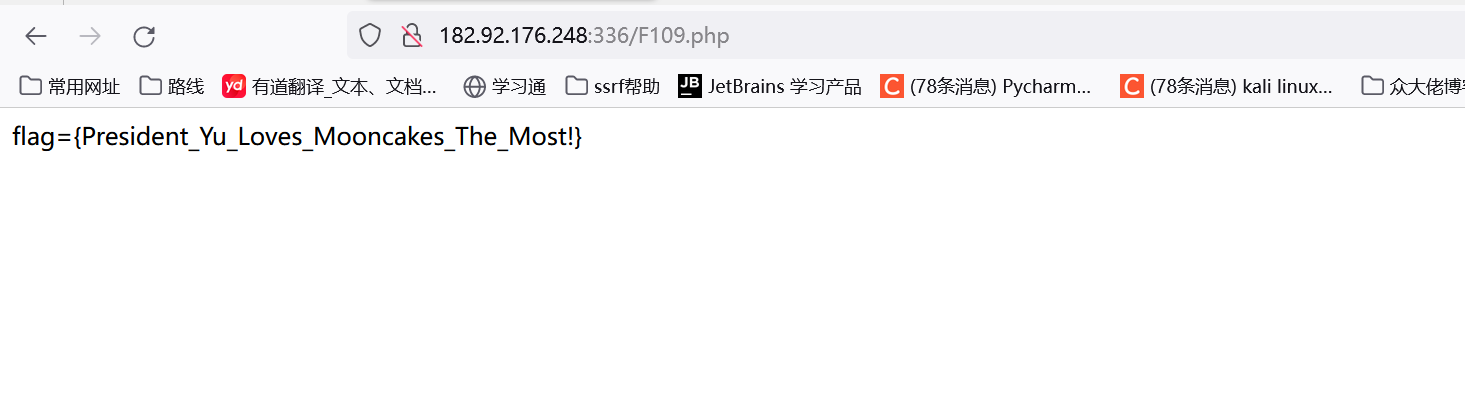 182.92.176.248:336/F109.php
常用网址 路线 yd 有道翻译_文本、文档... 学习通 ssrf帮助 JB JetBrains 学习产品 C (78条消息) Pycharm... C (78条消息) kali linux... 众大佬博
flag={President_Yu_Loves_Mooncakes_The_Most!}